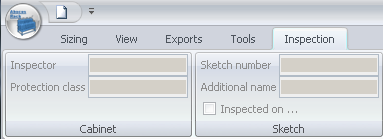 Sizing View Exports Tools Inspection
Inspector
Protection class
Cabinet
Sketch number
Additional name
Inspected on ...
Sketch